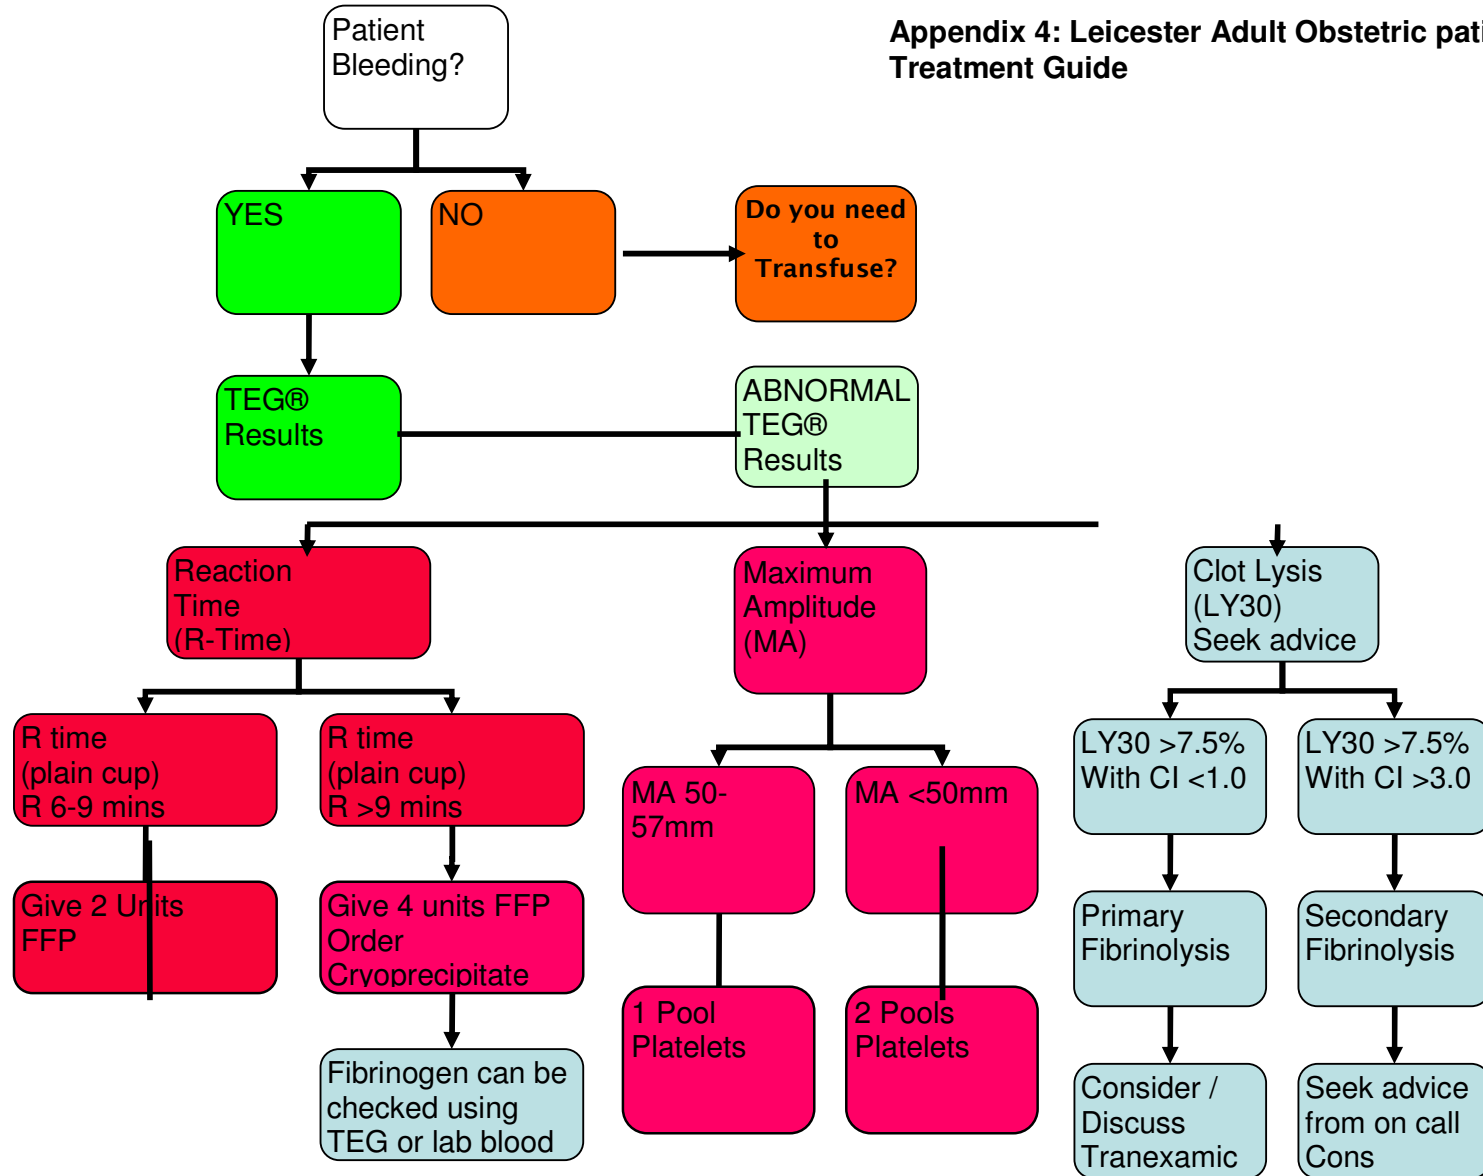 Appendix 4: Leicester Adult Obstetric
Treatment Guide
Patient
Bleeding?
YES
NO
Do you need
to
Transfuse?
TEG®
Results
ABNORMAL
TEG®
Results
Reaction
Time
(R-Time)
Maximum
Amplitude
(MA)
Clot Lysis
(LY30)
Seek advice
R time
(plain cup)
R 6-9 mins
R time
(plain cup)
R >9 mins
MA 50-
57mm
MA <50mm
LY30 >7.5%
With CI <1.0
LY30 >7.5%
With CI >3.0
Give 2 Units
FFP
Give 4 units FFP
Order
Cryoprecipitate
Primary
Fibrinolysis
Secondary
Fibrinolysis
1 Pool
Platelets
2 Pools
Platelets
Fibrinogen can be
checked using
TEG or lab blood
Consider /
Discuss
Tranexamic
Seek advice
from on call
Cons